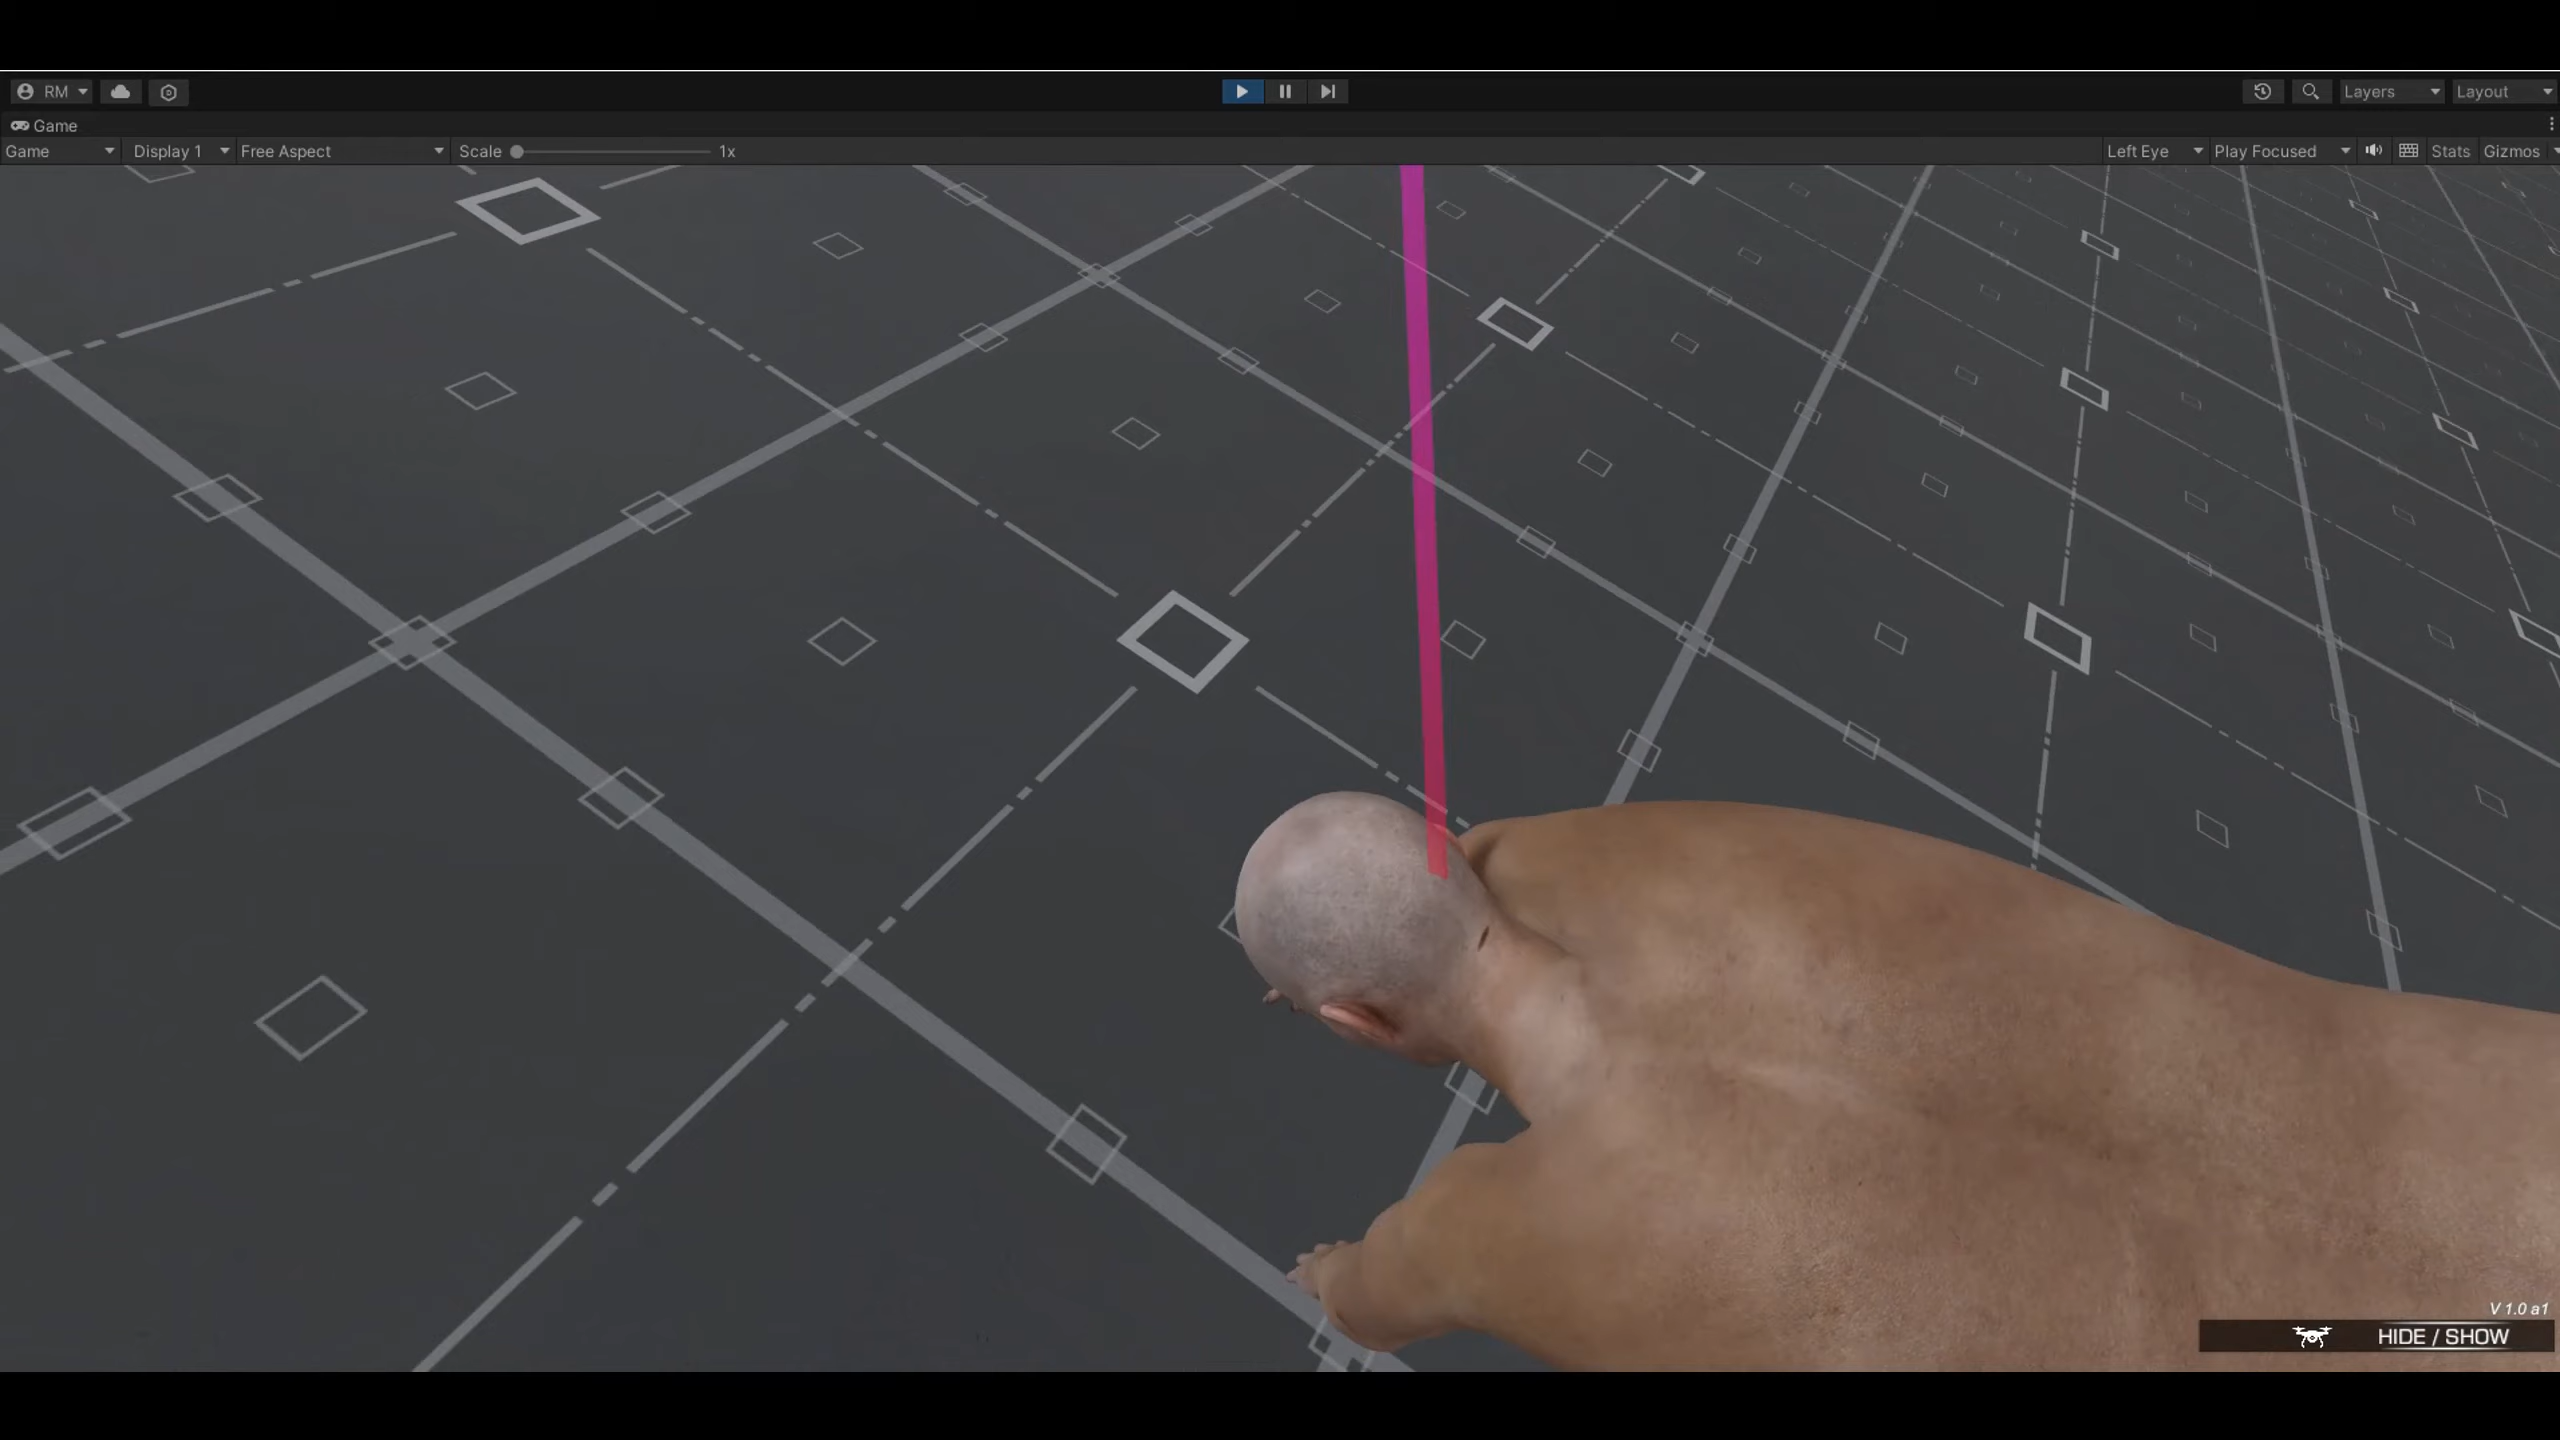 RM
Layers
Layout
Game
Game
Display 1
Free Aspect
Scale
1x
Left Eye
Play Focused
Stats
Gizmos
V 1.0 a1
HIDE / SHOW